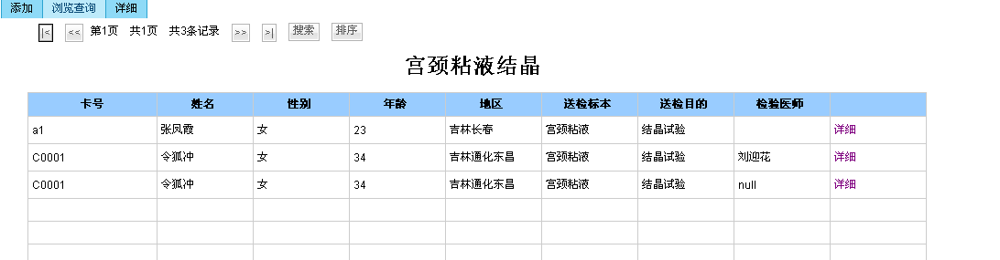 添加 浏览查询 详细
|< << 第1页 共1页 共3条记录 >> >| 搜索 排序
宫颈粘液结晶
卡号 姓名 性别 年龄 地区 送检标本 送检目的 检验医师
a1 张凤霞 女 23 吉林长春 宫颈粘液 结晶试验 详细
C0001 令狐冲 女 34 吉林通化东昌 宫颈粘液 结晶试验 刘迎花 详细
C0001 令狐冲 女 34 吉林通化东昌 宫颈粘液 结晶试验 null 详细